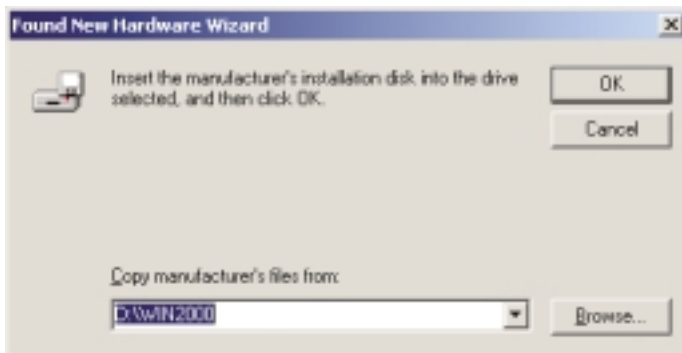 Found New Hardware Wizard
Insert the manufacturer's installation disk into the drive
selected, and then click OK.
OK
Cancel
Copy manufacturer's files from:
D:\WIN2000
Browse...